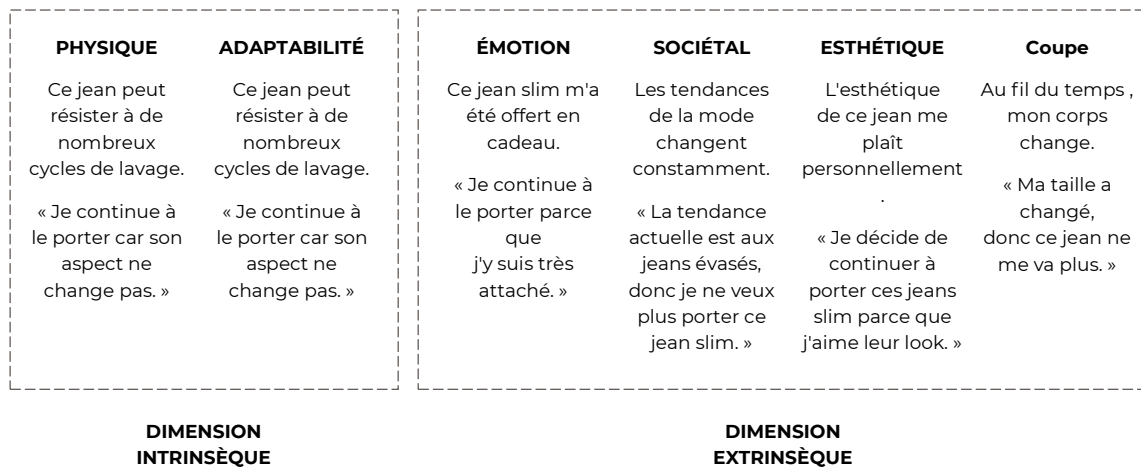 PHYSIQUE
Ce jean peut
résister à de
nombreux
cycles de lavage.
« Je continue à
le porter car son
aspect ne
change pas. »
ADAPTABILITÉ
Ce jean peut
résister à de
nombreux
cycles de lavage.
« Je continue à
le porter car son
aspect ne
change pas. »
DIMENSION
INTRINSÈQUE
ÉMOTION
Ce jean slim m'a
été offert en
cadeau.
« Je continue à
le porter parce
que
j'y suis très
attaché. »
SOCIÉTAL
Les tendances
de la mode
changent
constamment.
« La tendance
actuelle est aux
jeans évasés,
donc je ne veux
plus porter ce
jean slim. »
ESTHÉTIQUE
L'esthétique
de ce jean me
plaît
personnellement
.
« Je décide de
continuer à
porter ces jeans
slim parce que
j'aime leur look. »
Coupe
Au fil du temps ,
mon corps
change.
« Ma taille a
changé,
donc ce jean ne
me va plus. »
DIMENSION
EXTRINSÈQUE